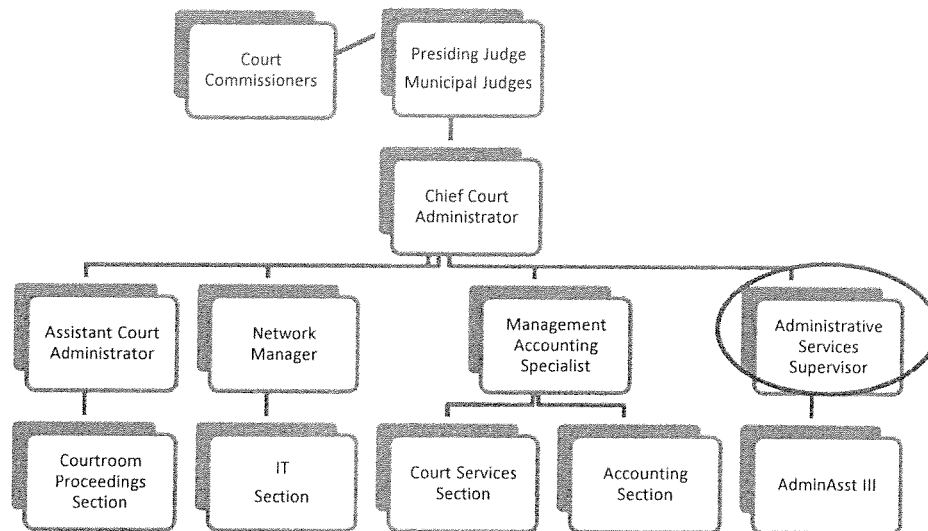 Court
Commissioners
Presiding Judge
Municipal Judges
Chief Court
Administrator
Assistant Court
Administrator
Network
Manager
Management
Accounting
Specialist
Administrative
Services
Supervisor
Courtroom
Proceedings
Section
IT
Section
Court Services
Section
Accounting
Section
AdminAsst III